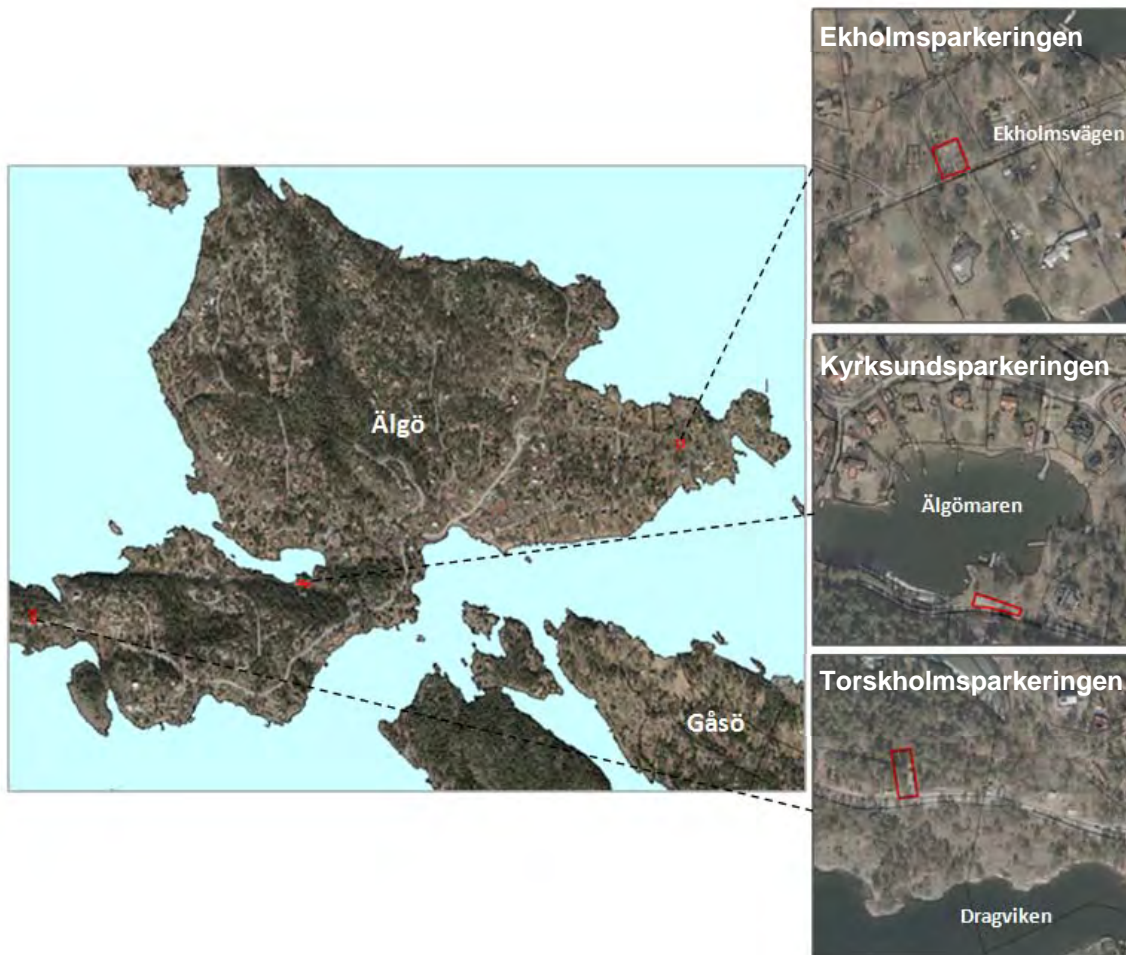 Älgö
Gåsö
Ekholmsparkeringen
Ekholmsvägen
Kyrksundsparkeringen
Älgömaren
Torskholmsparkeringen
Dragviken